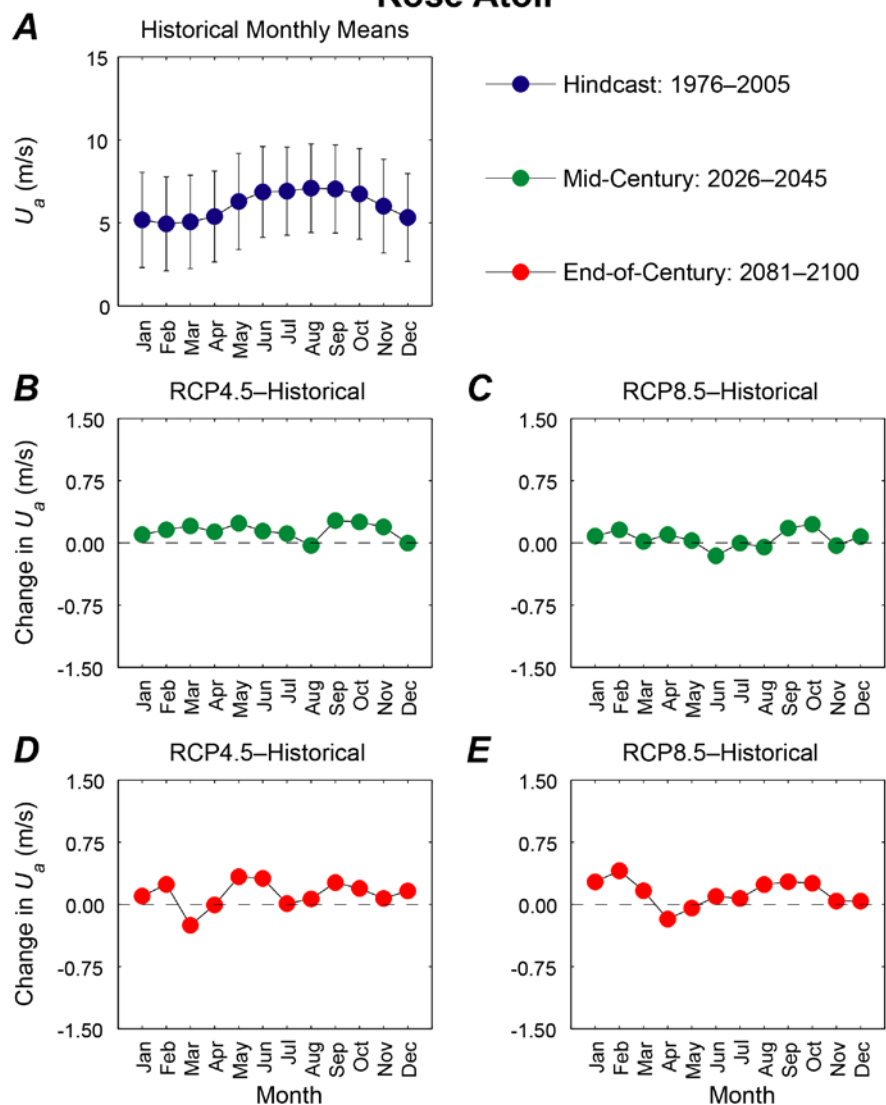 Rose Atoll
A
Historical Monthly Means
15
10
5
0
Uₐ (m/s)
Jan Feb Mar Apr May Jun Jul Aug Sep Oct Nov Dec
Hindcast: 1976–2005
Mid-Century: 2026–2045
End-of-Century: 2081–2100
B
RCP4.5–Historical
1.50
0.75
0.00
-0.75
-1.50
Change in Uₐ (m/s)
Jan Feb Mar Apr May Jun Jul Aug Sep Oct Nov Dec
C
RCP8.5–Historical
1.50
0.75
0.00
-0.75
-1.50
Jan Feb Mar Apr May Jun Jul Aug Sep Oct Nov Dec
D
RCP4.5–Historical
1.50
0.75
0.00
-0.75
-1.50
Change in Uₐ (m/s)
Jan Feb Mar Apr May Jun Jul Aug Sep Oct Nov Dec
Month
E
RCP8.5–Historical
1.50
0.75
0.00
-0.75
-1.50
Jan Feb Mar Apr May Jun Jul Aug Sep Oct Nov Dec
Month